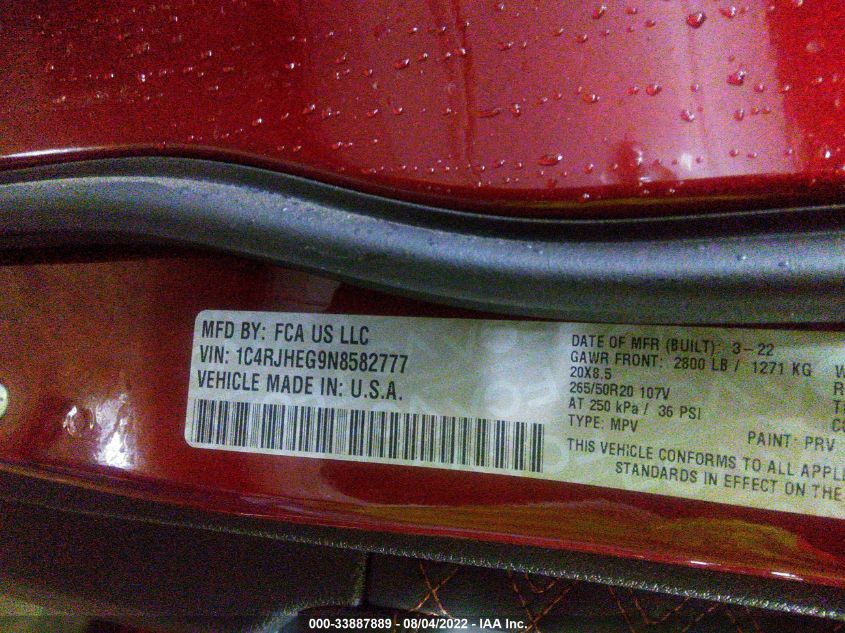 MFD BY: FCA US LLC
VIN: 1C4RJHEG9N8582777
VEHICLE MADE IN: U.S.A.
DATE OF MFR (BUILT): 3-22
GAWR FRONT: 2800 LB / 1271 KG
20X8.5
265/50R20 107V
AT 250 kPa / 36 PSI
TYPE: MPV
PAINT: PRV
THIS VEHICLE CONFORMS TO ALL APPL
STANDARDS IN EFFECT ON THE
000-33887889 - 08/04/2022 - IAA Inc.